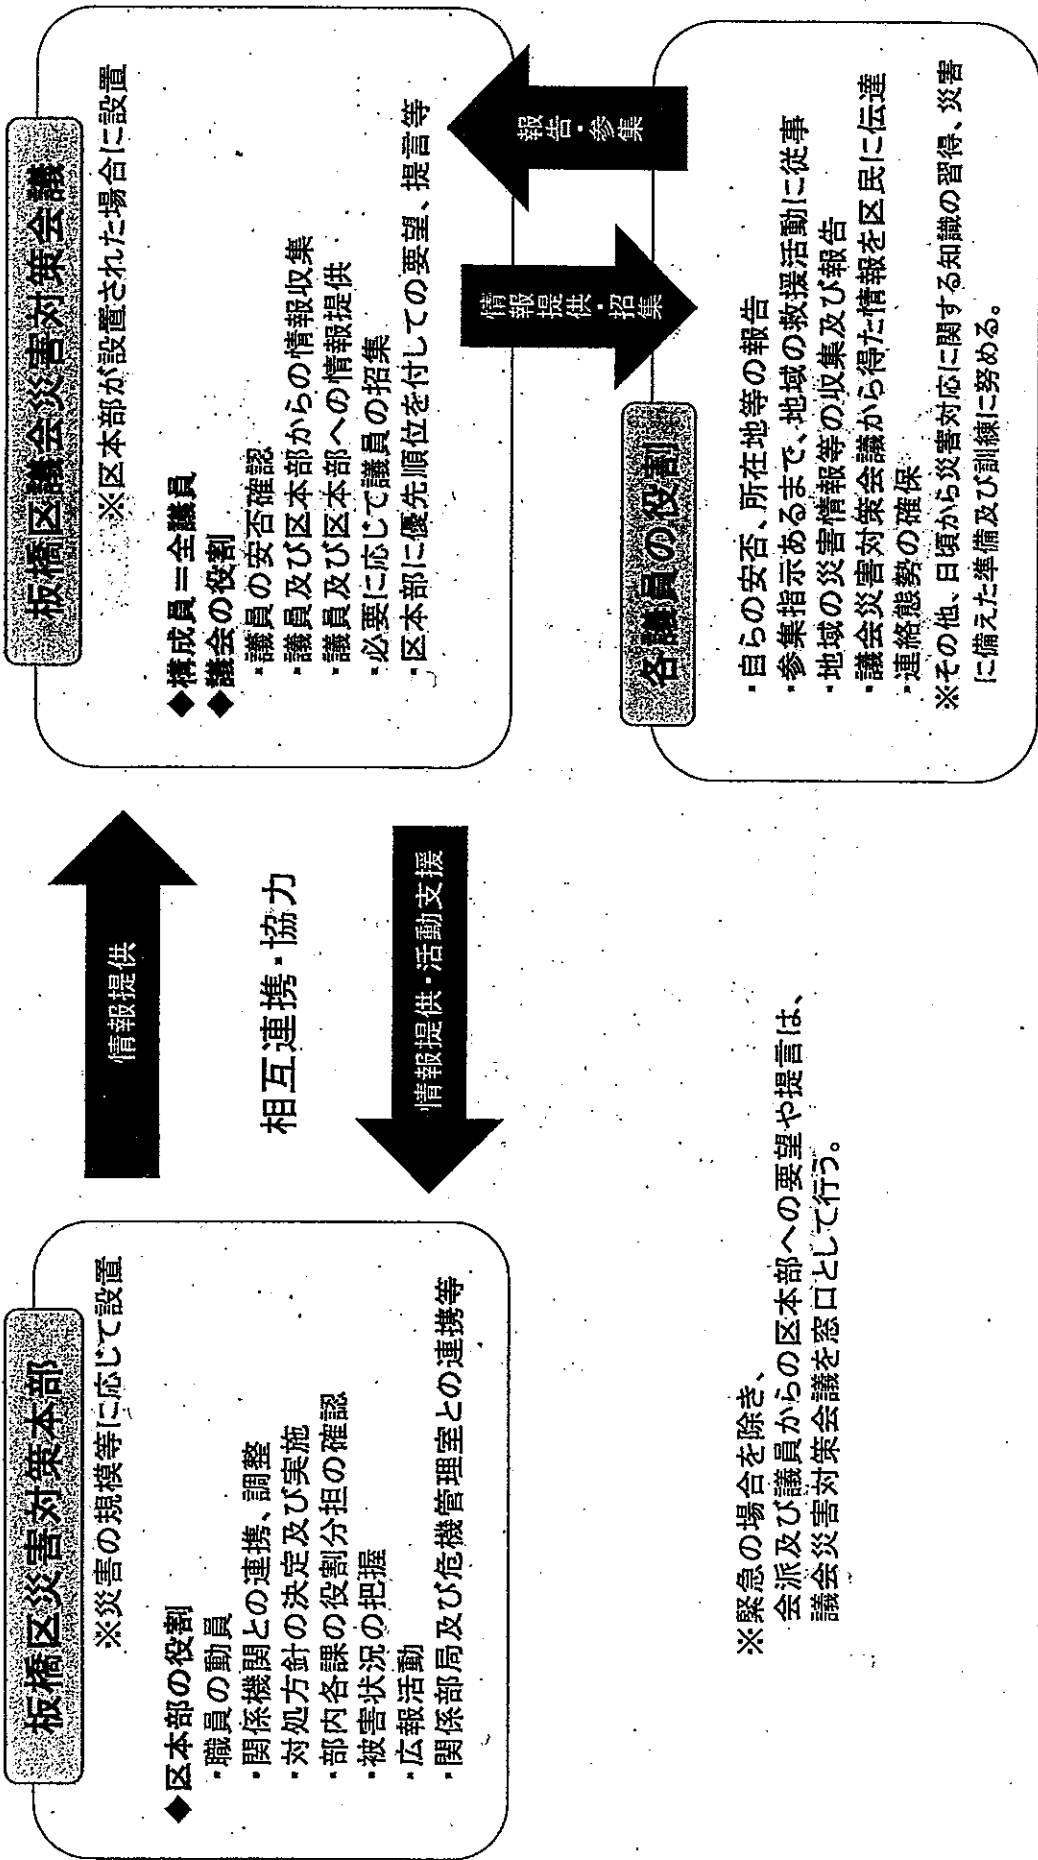 板橋区災害対策本部
※災害の規模等に応じて設置
◆区本部の役割
・職員の動員
・関係機関との連携、調整
・対処方針の決定及び実施
・部内各課の役割分担の確認
・被害状況の把握
・広報活動
・関係部局及び危機管理室との連携等
情報提供
相互連携・協力
情報提供・活動支援
板橋区議会災害対策会議
※区本部が設置された場合に設置
◆構成員＝全議員
◆議会の役割
・議員の安否確認
・議員及び区本部からの情報収集
・議員及び区本部への情報提供
・必要に応じて議員の招集
・区本部に優先順位を付しての要望、提言等
情報提供・招集
報告・参集
各議員の役割
・自らの安否、所在地等の報告
・参集指示あるまで、地域の救援活動に従事
・地域の災害情報等の収集及び報告
・議会災害対策会議から得た情報を区民に伝達
・連絡態勢の確保
※その他、日頃から災害対応に関する知識の習得、災害
に備えた準備及び訓練に努める。
※緊急の場合を除き、
会派及び議員からの区本部への要望や提言は、
議会災害対策会議を窓口として行う。